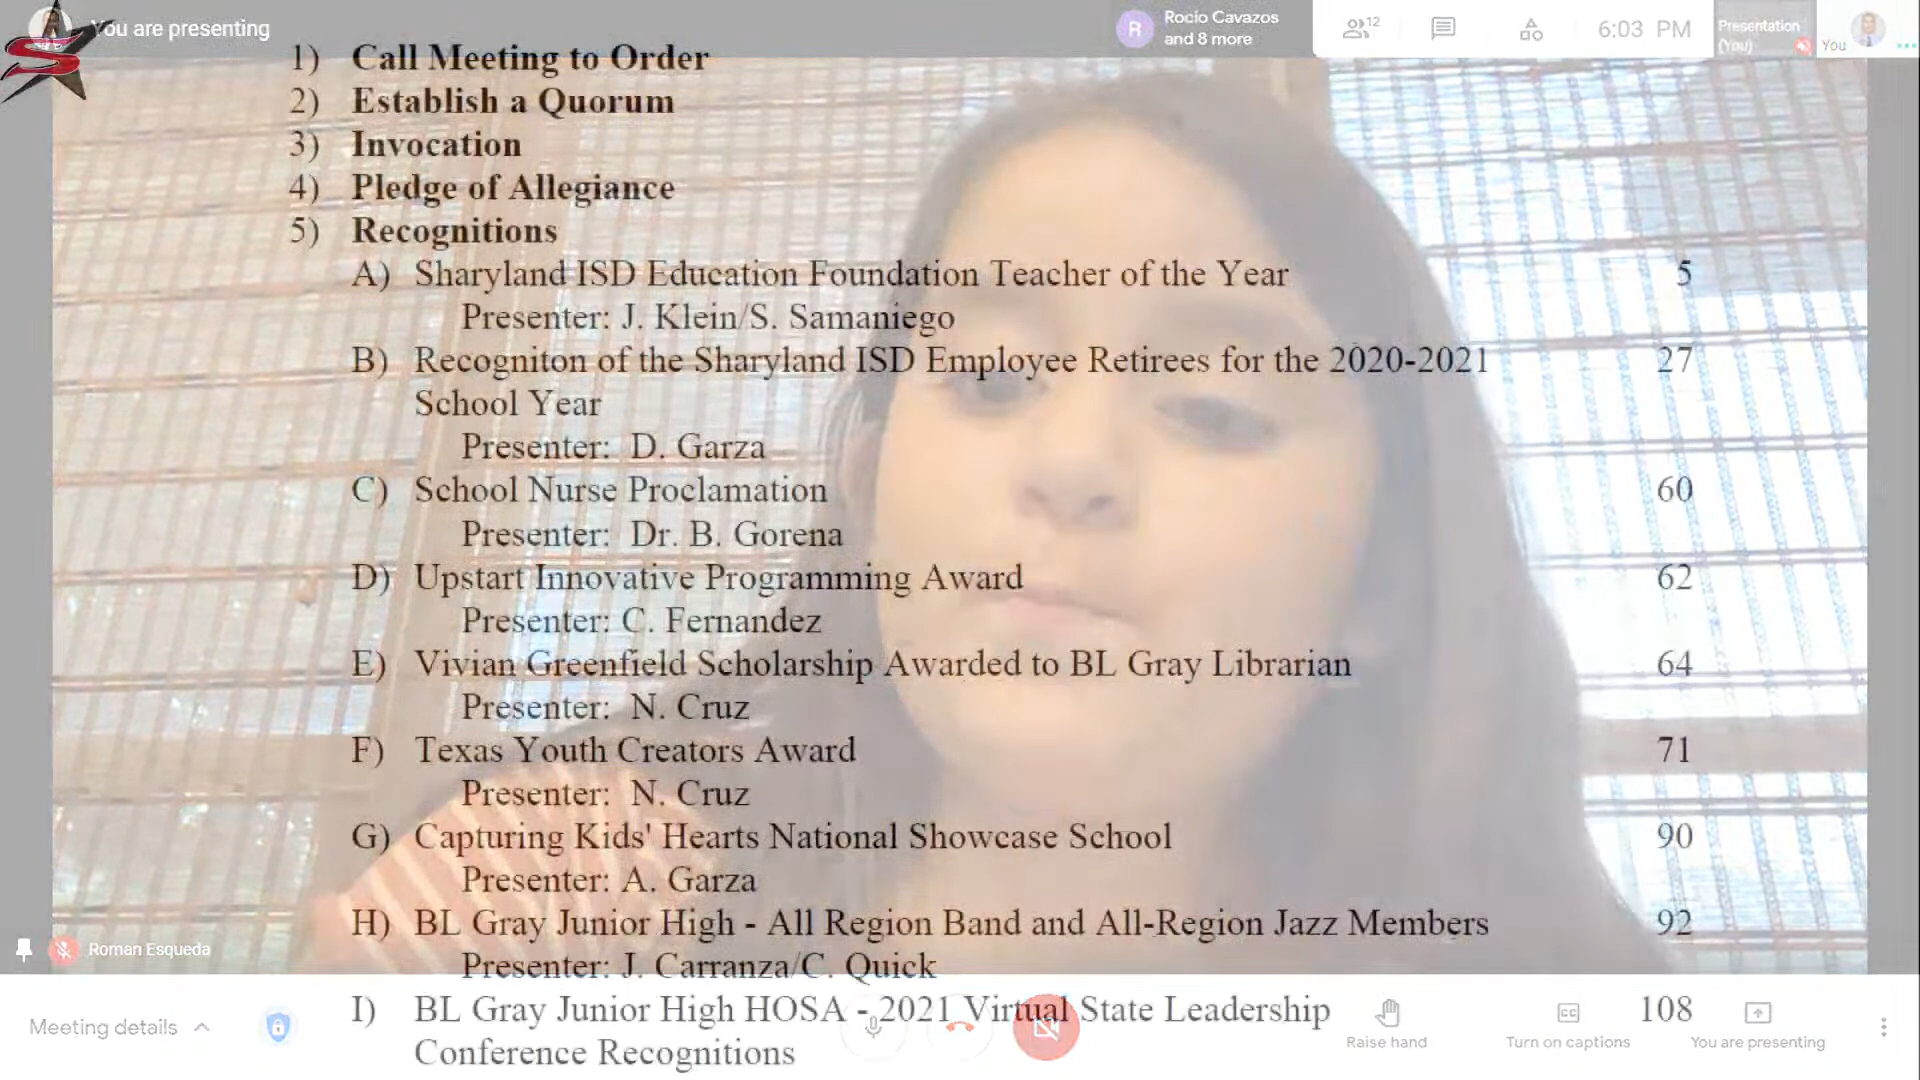 You are presenting
Rocio Cavazos
and 8 more
12
6:03 PM
Presentation
(You)
You
1) Call Meeting to Order
2) Establish a Quorum
3) Invocation
4) Pledge of Allegiance
5) Recognitions
A) Sharyland ISD Education Foundation Teacher of the Year 5
Presenter: J. Klein/S. Samaniego
B) Recogniton of the Sharyland ISD Employee Retirees for the 2020-2021 27
School Year
Presenter: D. Garza
C) School Nurse Proclamation 60
Presenter: Dr. B. Gorena
D) Upstart Innovative Programming Award 62
Presenter: C. Fernandez
E) Vivian Greenfield Scholarship Awarded to BL Gray Librarian 64
Presenter: N. Cruz
F) Texas Youth Creators Award 71
Presenter: N. Cruz
G) Capturing Kids' Hearts National Showcase School 90
Presenter: A. Garza
H) BL Gray Junior High - All Region Band and All-Region Jazz Members 92
Roman Esqueda
Presenter: J. Carranza/C. Quick
I) BL Gray Junior High HOSA - 2021 Virtual State Leadership 108
Conference Recognitions
Meeting details
Raise hand
CC
Turn on captions
You are presenting